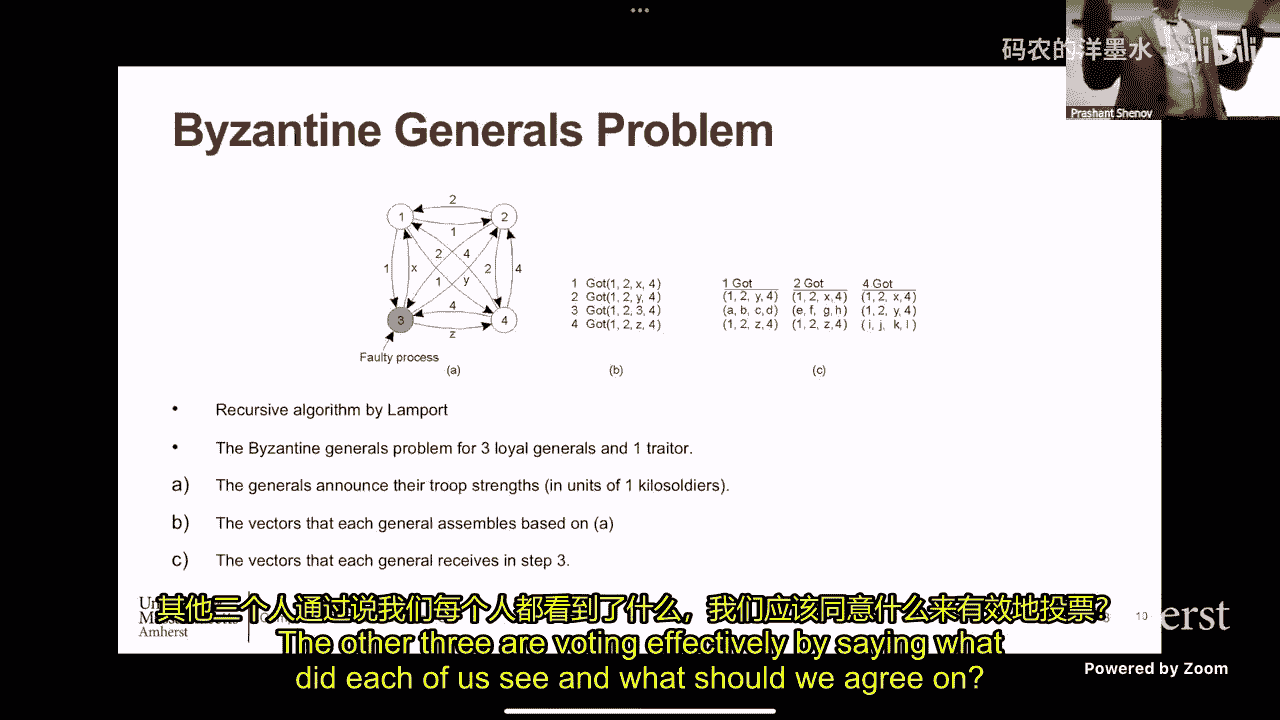 码农的洋墨水 bilibili
Prashant Shenoy
Byzantine Generals Problem
2
1 2
1
2 4
1 x 2 4
1 y
4
3 4
z
Faulty process
(a)
1 Got(1, 2, x, 4)
2 Got(1, 2, y, 4)
3 Got(1, 2, 3, 4)
4 Got(1, 2, z, 4)
(b)
1 Got 2 Got 4 Got
(1, 2, y, 4) (1, 2, x, 4) (1, 2, x, 4)
(a, b, c, d) (e, f, g, h) (1, 2, y, 4)
(1, 2, z, 4) (1, 2, z, 4) (i, j, k, l)
(c)
• Recursive algorithm by Lamport
• The Byzantine generals problem for 3 loyal generals and 1 traitor.
a) The generals announce their troop strengths (in units of 1 kilosoldiers).
b) The vectors that each general assembles based on (a)
c) The vectors that each general receives in step 3.
Amherst
10
erst
其他三个人通过说我们每个人都看到了什么，我们应该同意什么来有效地投票？
The other three are voting effectively by saying what
did each of us see and what should we agree on?
Powered by Zoom